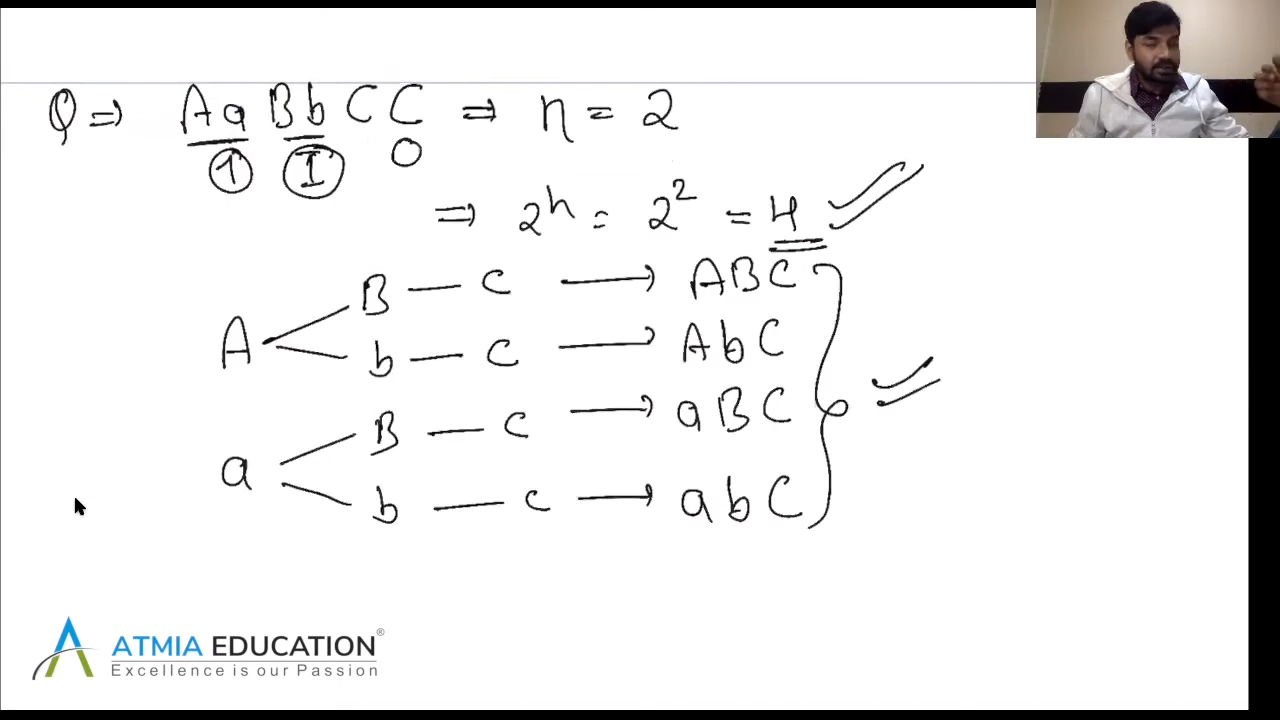 Q ⇒ Aa Bb CC ⇒ n = 2
1 I 0
⇒ 2ⁿ = 2² = 4
B — C → ABC
A
b — C → AbC
B — C → aBC
a
b — C → abC
ATMIA EDUCATION®
Excellence is our Passion